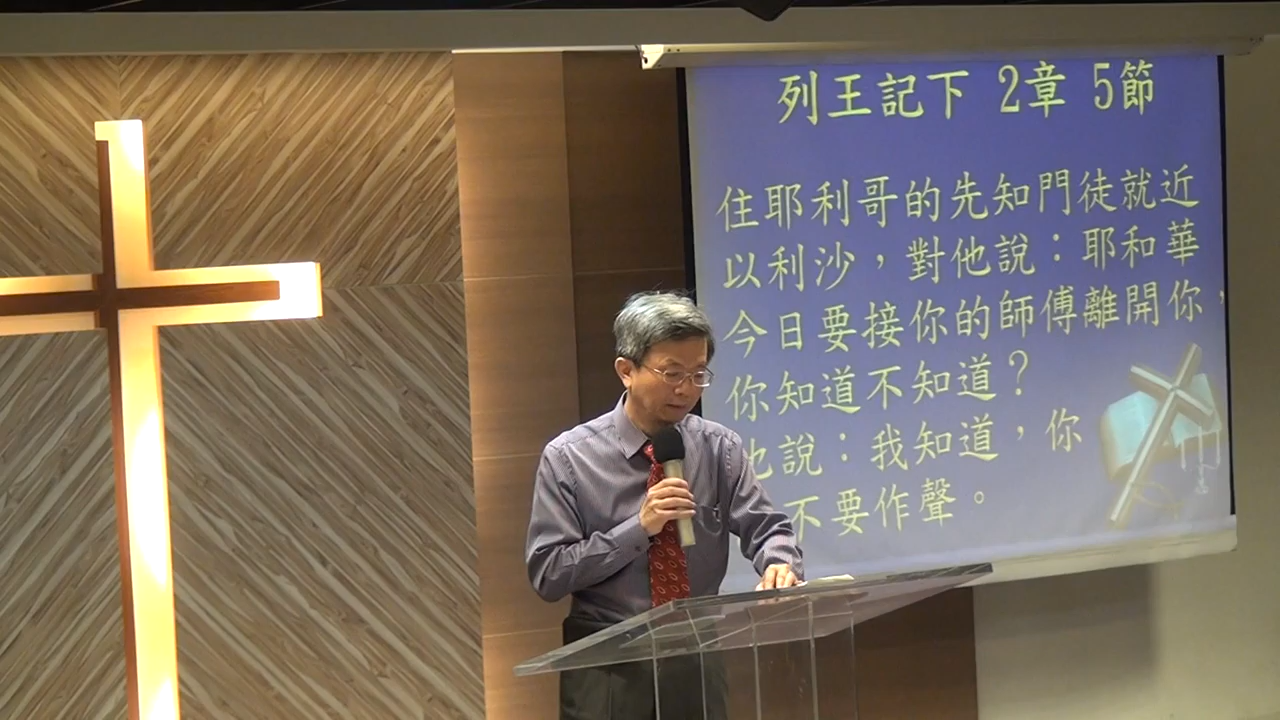 列王記下 2章 5節
住耶利哥的先知門徒就近
以利沙，對他說：耶和華
今日要接你的師傅離開你，
你知道不知道？
他說：我知道，你
不要作聲。